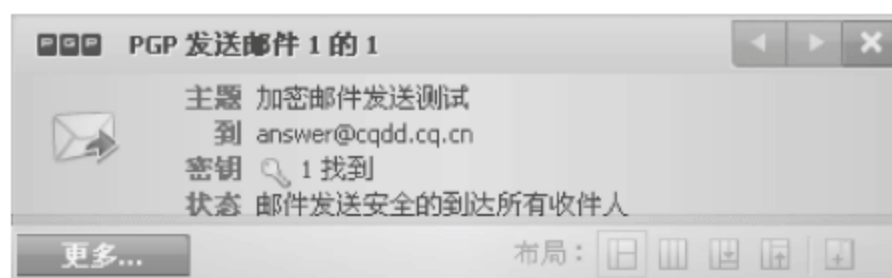 PGP PGP 发送邮件 1 的 1
主题 加密邮件发送测试
到 answer@cqdd.cq.cn
密钥 1 找到
状态 邮件发送安全的到达所有收件人
更多... 布局：